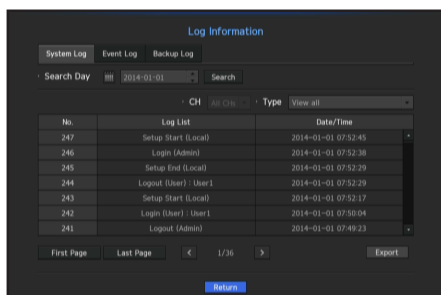 Log Information
System Log Event Log Backup Log
· Search Day 2014-01-01 Search
· CH All CHs · Type View all
No. Log List Date/Time
247 Setup Start (Local) 2014-01-01 07:52:45
246 Login (Admin) 2014-01-01 07:52:38
245 Setup End (Local) 2014-01-01 07:52:29
244 Logout (User) : User1 2014-01-01 07:52:29
243 Setup Start (Local) 2014-01-01 07:52:17
242 Login (User) : User1 2014-01-01 07:50:04
241 Logout (Admin) 2014-01-01 07:49:23
First Page Last Page < 1/36 > Export
Return